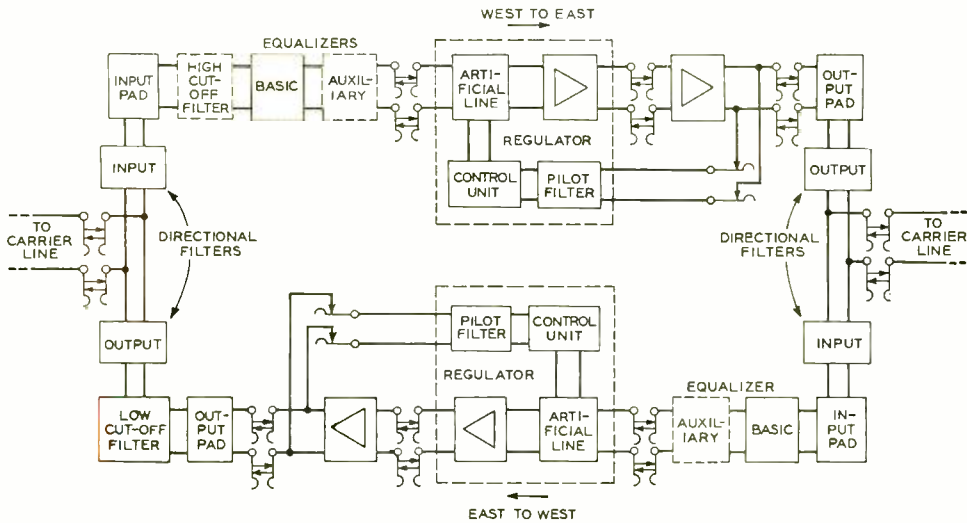 WEST TO EAST
EQUALIZERS
INPUT
PAD
HIGH
CUT-
OFF
FILTER
BASIC
AUXIL-
IARY
ARTI-
FICIAL
LINE
OUT-
PUT
PAD
REGULATOR
CONTROL
UNIT
PILOT
FILTER
INPUT
OUTPUT
TO
CARRIER
LINE
DIRECTIONAL
FILTERS
DIRECTIONAL
FILTERS
TO
CARRIER
LINE
OUTPUT
PILOT
FILTER
CONTROL
UNIT
INPUT
REGULATOR
EQUALIZER
LOW
CUT-OFF
FILTER
OUT-
PUT
PAD
ARTI-
FICIAL
LINE
AUXIL-
IARY
BASIC
IN-
PUT
PAD
EAST TO WEST